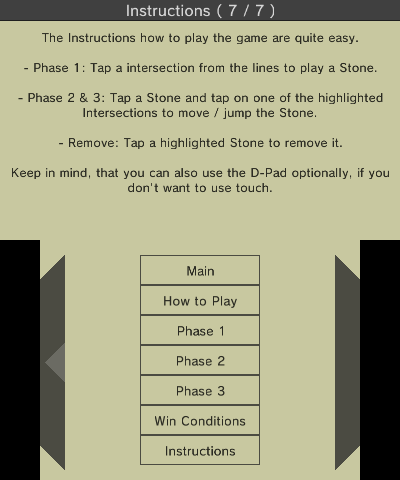 Instructions ( 7 / 7 )
The Instructions how to play the game are quite easy.
- Phase 1: Tap a intersection from the lines to play a Stone.
- Phase 2 & 3: Tap a Stone and tap on one of the highlighted
Intersections to move / jump the Stone.
- Remove: Tap a highlighted Stone to remove it.
Keep in mind, that you can also use the D-Pad optionally, if you
don't want to use touch.
Main
How to Play
Phase 1
Phase 2
Phase 3
Win Conditions
Instructions